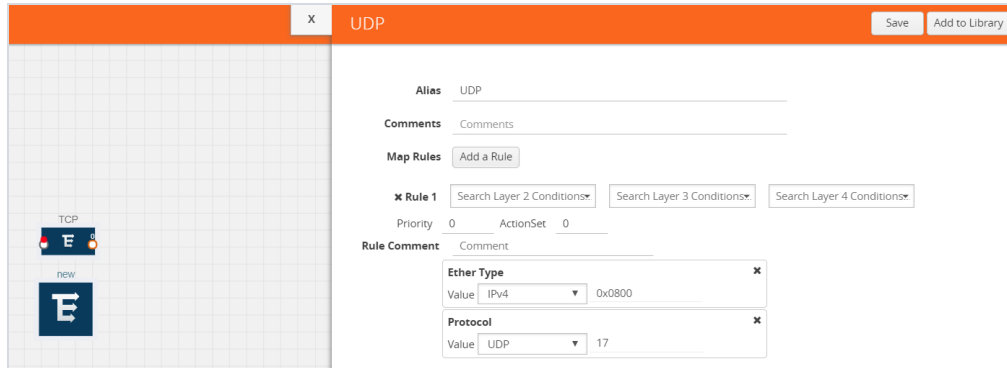 X UDP Save Add to Library
Alias UDP
Comments Comments
Map Rules Add a Rule
✖ Rule 1 Search Layer 2 Conditions Search Layer 3 Conditions Search Layer 4 Conditions
Priority 0 ActionSet 0
Rule Comment Comment
Ether Type ✖
Value IPv4 0x0800
Protocol ✖
Value UDP 17
TCP
0
new